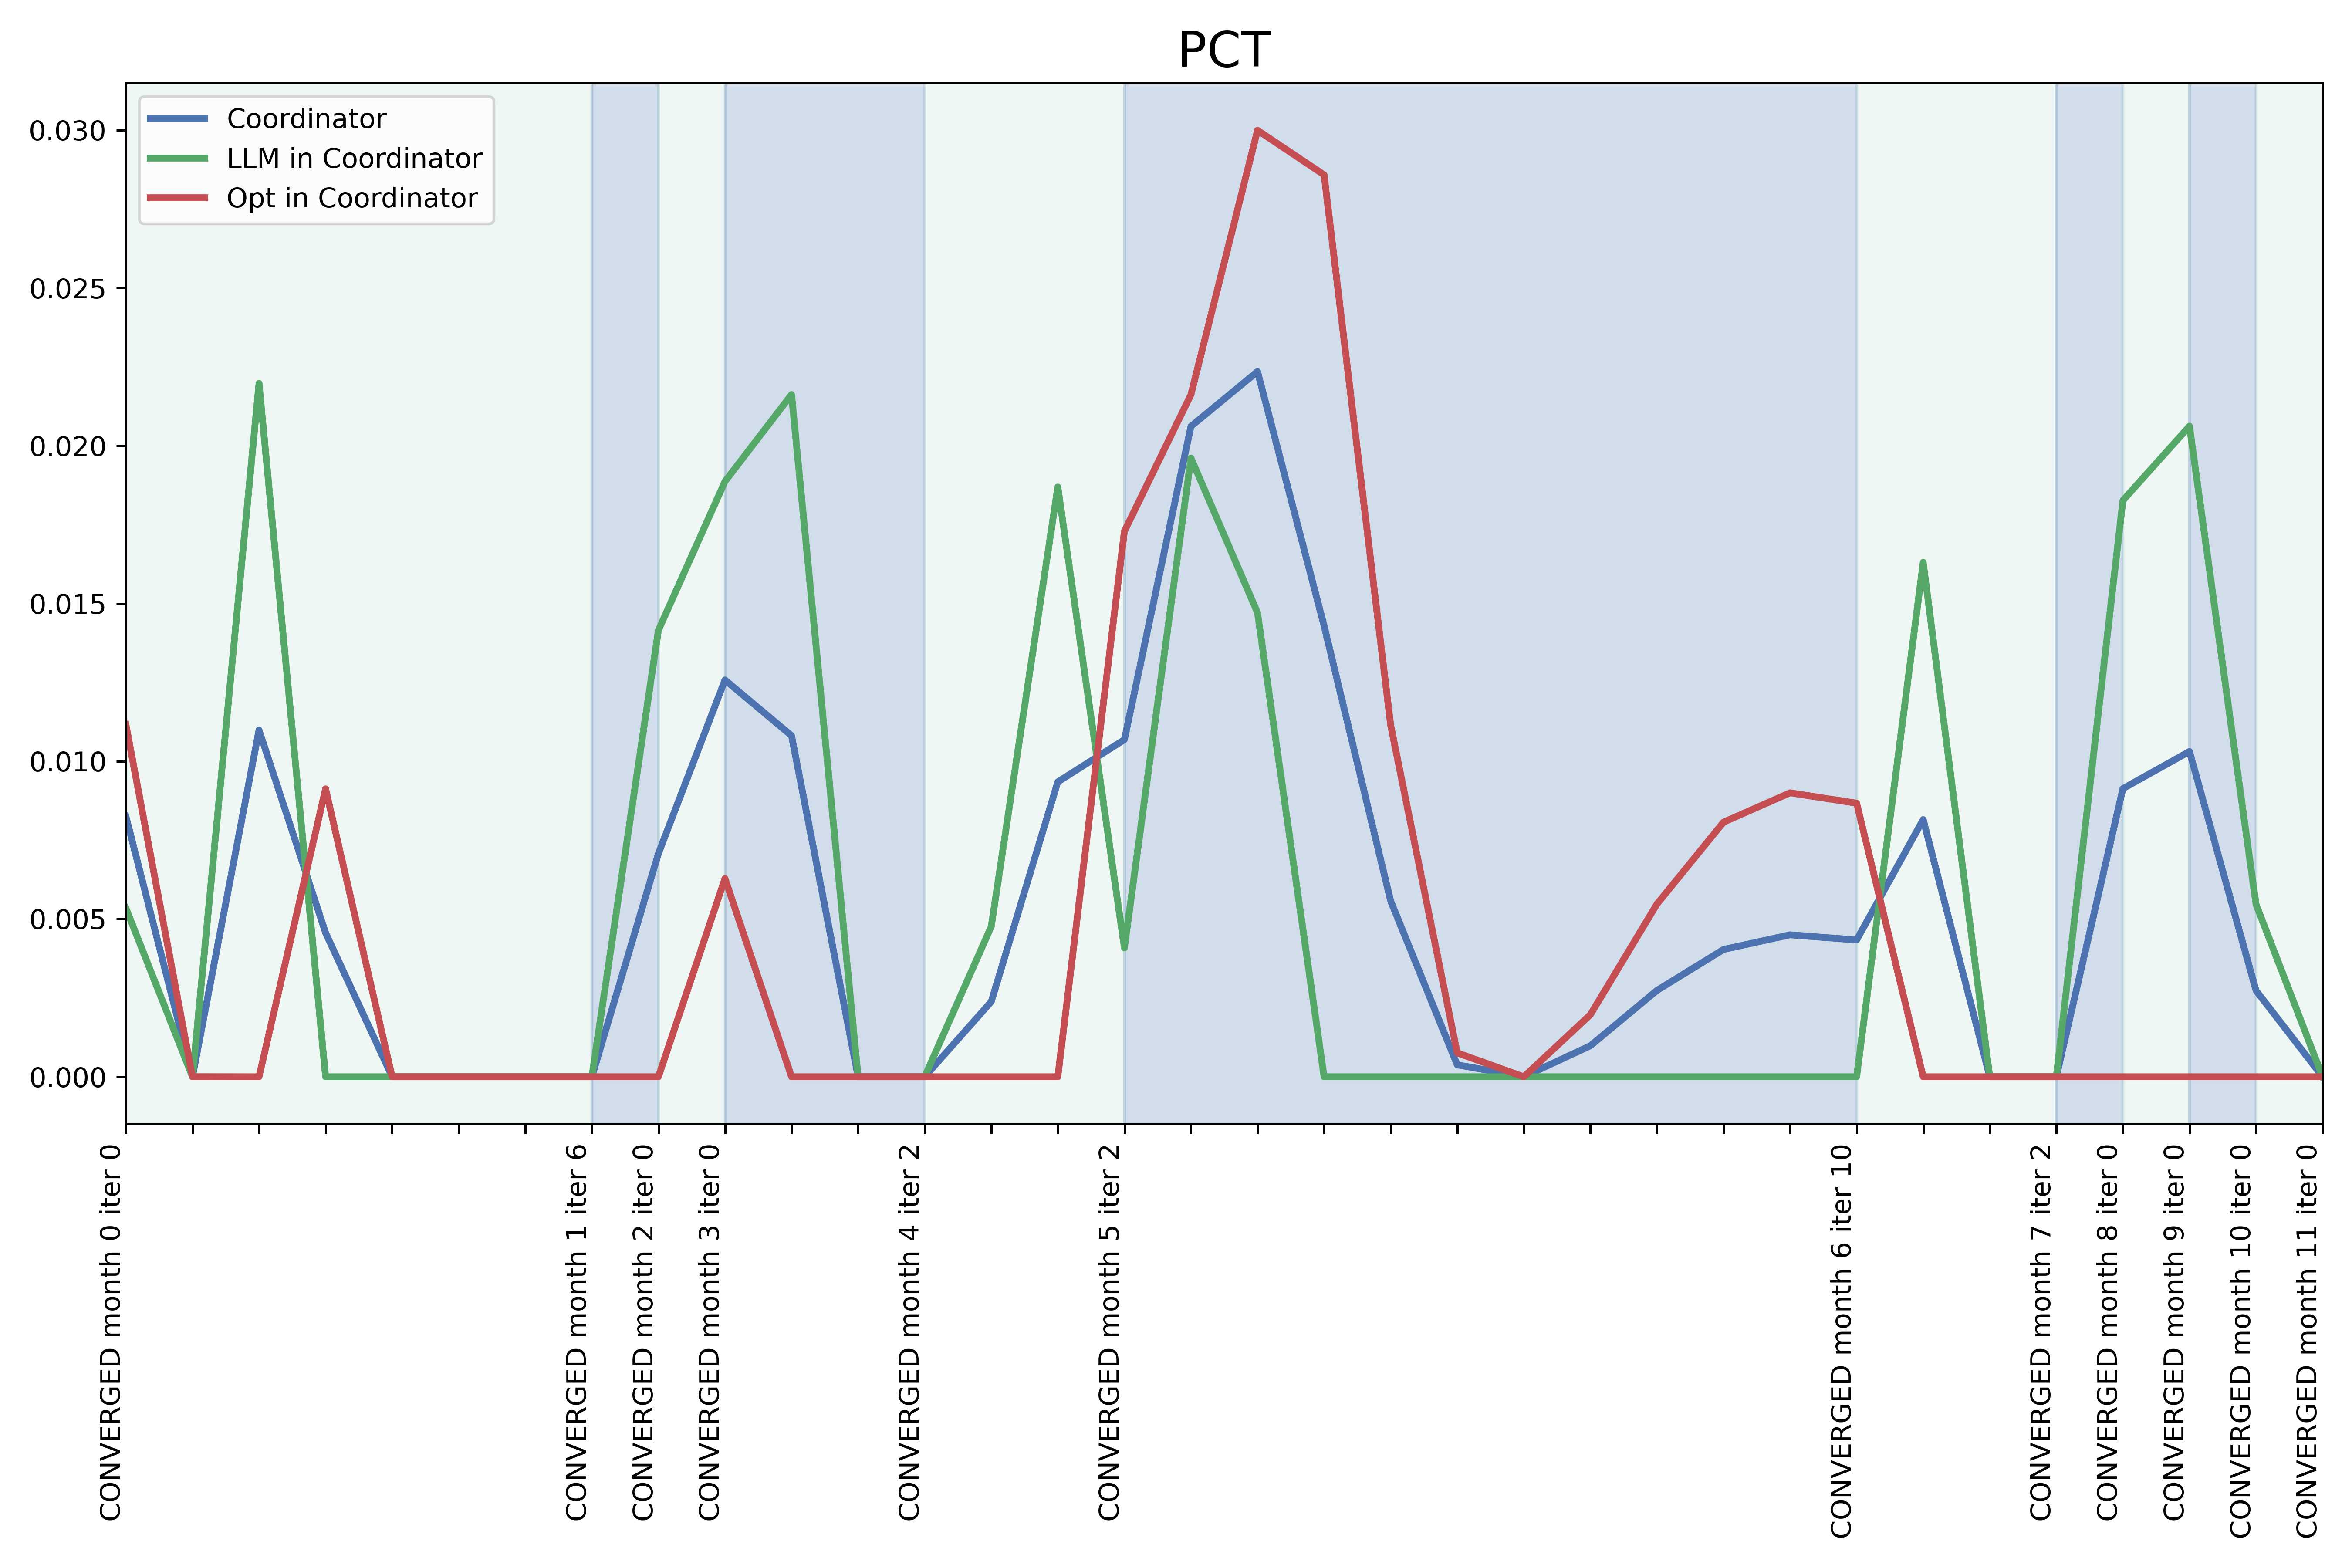 PCT
Coordinator
LLM in Coordinator
Opt in Coordinator
0.030
0.025
0.020
0.015
0.010
0.005
0.000
CONVERGED month 0 iter 0
CONVERGED month 1 iter 6
CONVERGED month 2 iter 0
CONVERGED month 3 iter 0
CONVERGED month 4 iter 2
CONVERGED month 5 iter 2
CONVERGED month 6 iter 10
CONVERGED month 7 iter 2
CONVERGED month 8 iter 0
CONVERGED month 9 iter 0
CONVERGED month 10 iter 0
CONVERGED month 11 iter 0